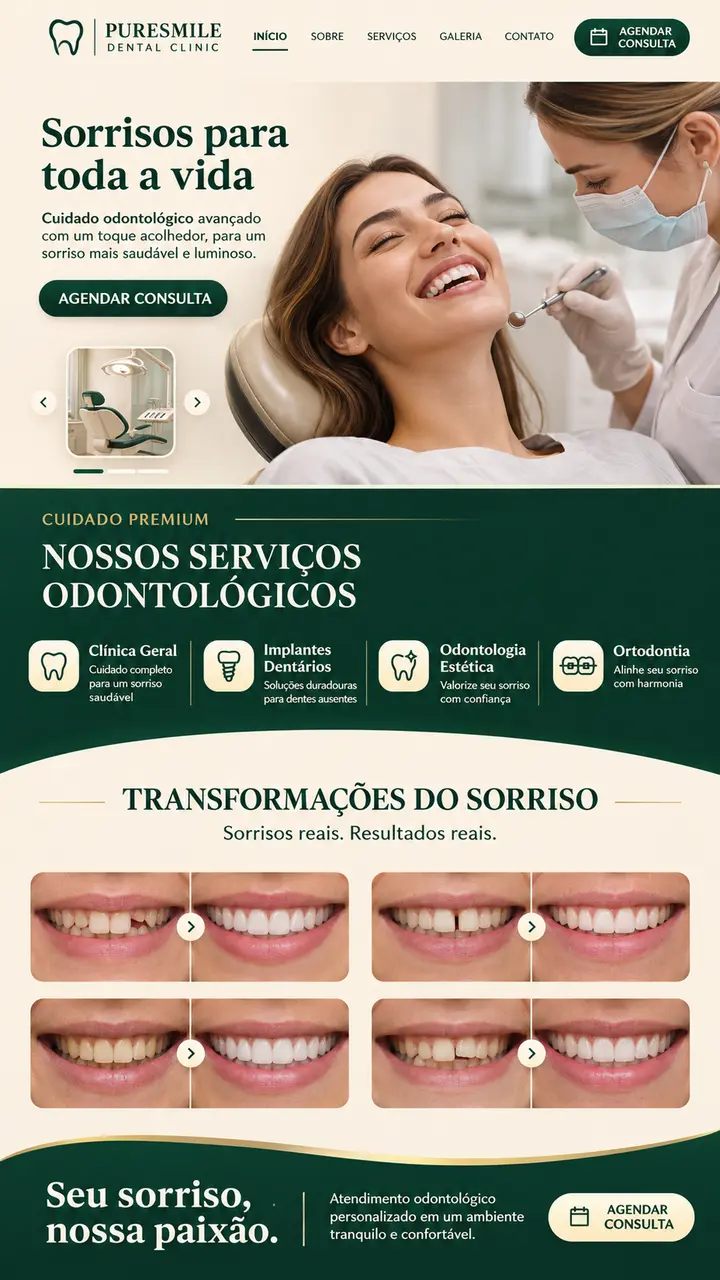 PURESMILE
DENTAL CLINIC
INÍCIO
SOBRE
SERVIÇOS
GALERIA
CONTATO
AGENDAR
CONSULTA
Sorrisos para
toda a vida
Cuidado odontológico avançado
com um toque acolhedor, para um
sorriso mais saudável e luminoso.
AGENDAR CONSULTA
CUIDADO PREMIUM
NOSSOS SERVIÇOS
ODONTOLÓGICOS
Clínica Geral
Cuidado completo
para um sorriso
saudável
Implantes
Dentários
Soluções duradouras
para dentes ausentes
Odontologia
Estética
Valorize seu sorriso
com confiança
Ortodontia
Alinhe seu sorriso
com harmonia
TRANSFORMAÇÕES DO SORRISO
Sorrisos reais. Resultados reais.
Seu sorriso,
nossa paixão.
Atendimento odontológico
personalizado em um ambiente
tranquilo e confortável.
AGENDAR
CONSULTA